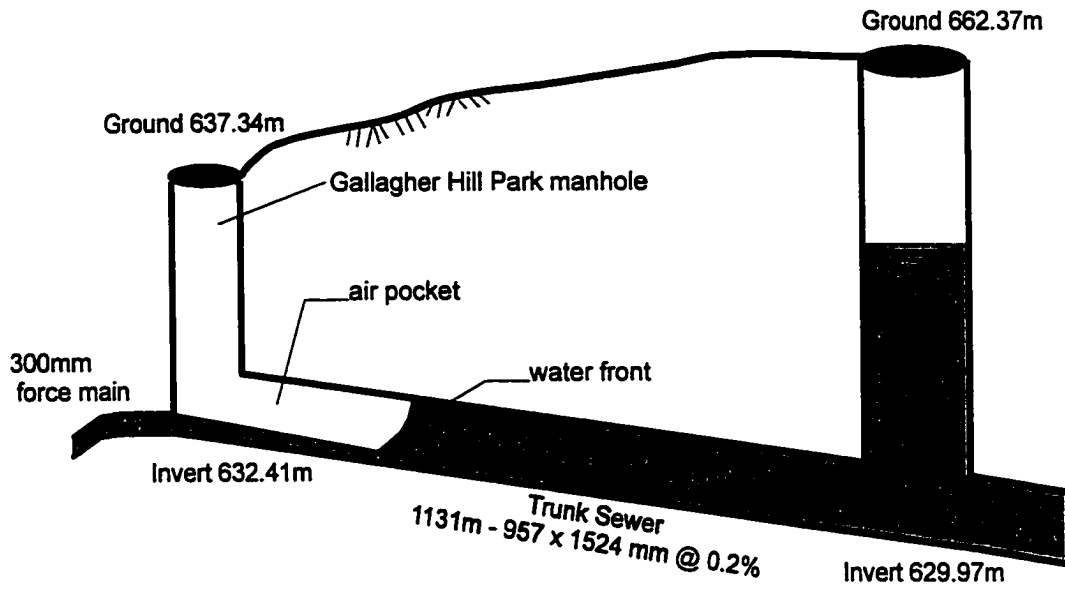 Ground 662.37m
Ground 637.34m
Gallagher Hill Park manhole
air pocket
300mm
force main
water front
Invert 632.41m
Trunk Sewer
1131m - 957 x 1524 mm @ 0.2%
Invert 629.97m